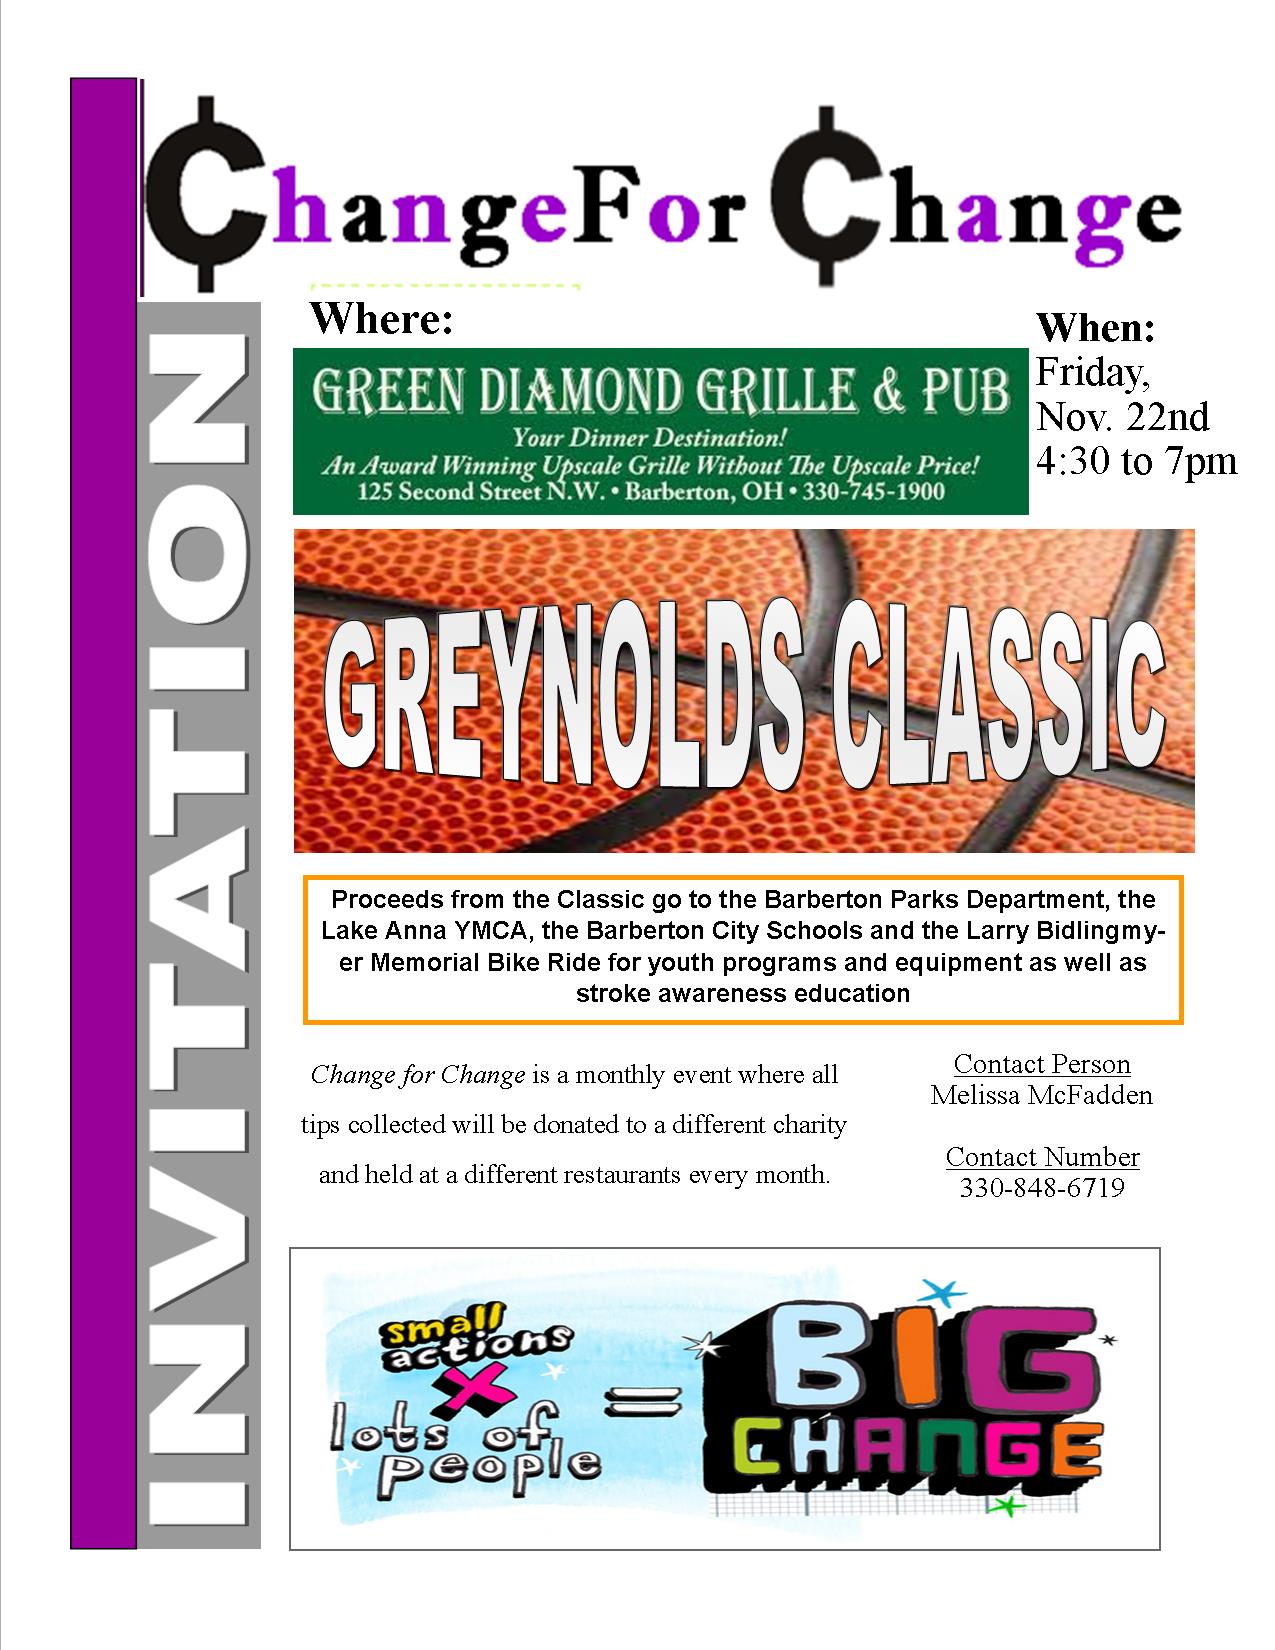 ChangeFor Change
INVITATION
Where:
GREEN DIAMOND GRILLE & PUB
Your Dinner Destination!
An Award Winning Upscale Grille Without The Upscale Price!
125 Second Street N.W. • Barberton, OH • 330-745-1900
When:
Friday,
Nov. 22nd
4:30 to 7pm
GREYNOLDS CLASSIC
Proceeds from the Classic go to the Barberton Parks Department, the
Lake Anna YMCA, the Barberton City Schools and the Larry Bidlingmy-
er Memorial Bike Ride for youth programs and equipment as well as
stroke awareness education
Change for Change is a monthly event where all
tips collected will be donated to a different charity
and held at a different restaurants every month.
Contact Person
Melissa McFadden
Contact Number
330-848-6719
small
actions
x
lots of
people
=
BIG
CHANGE